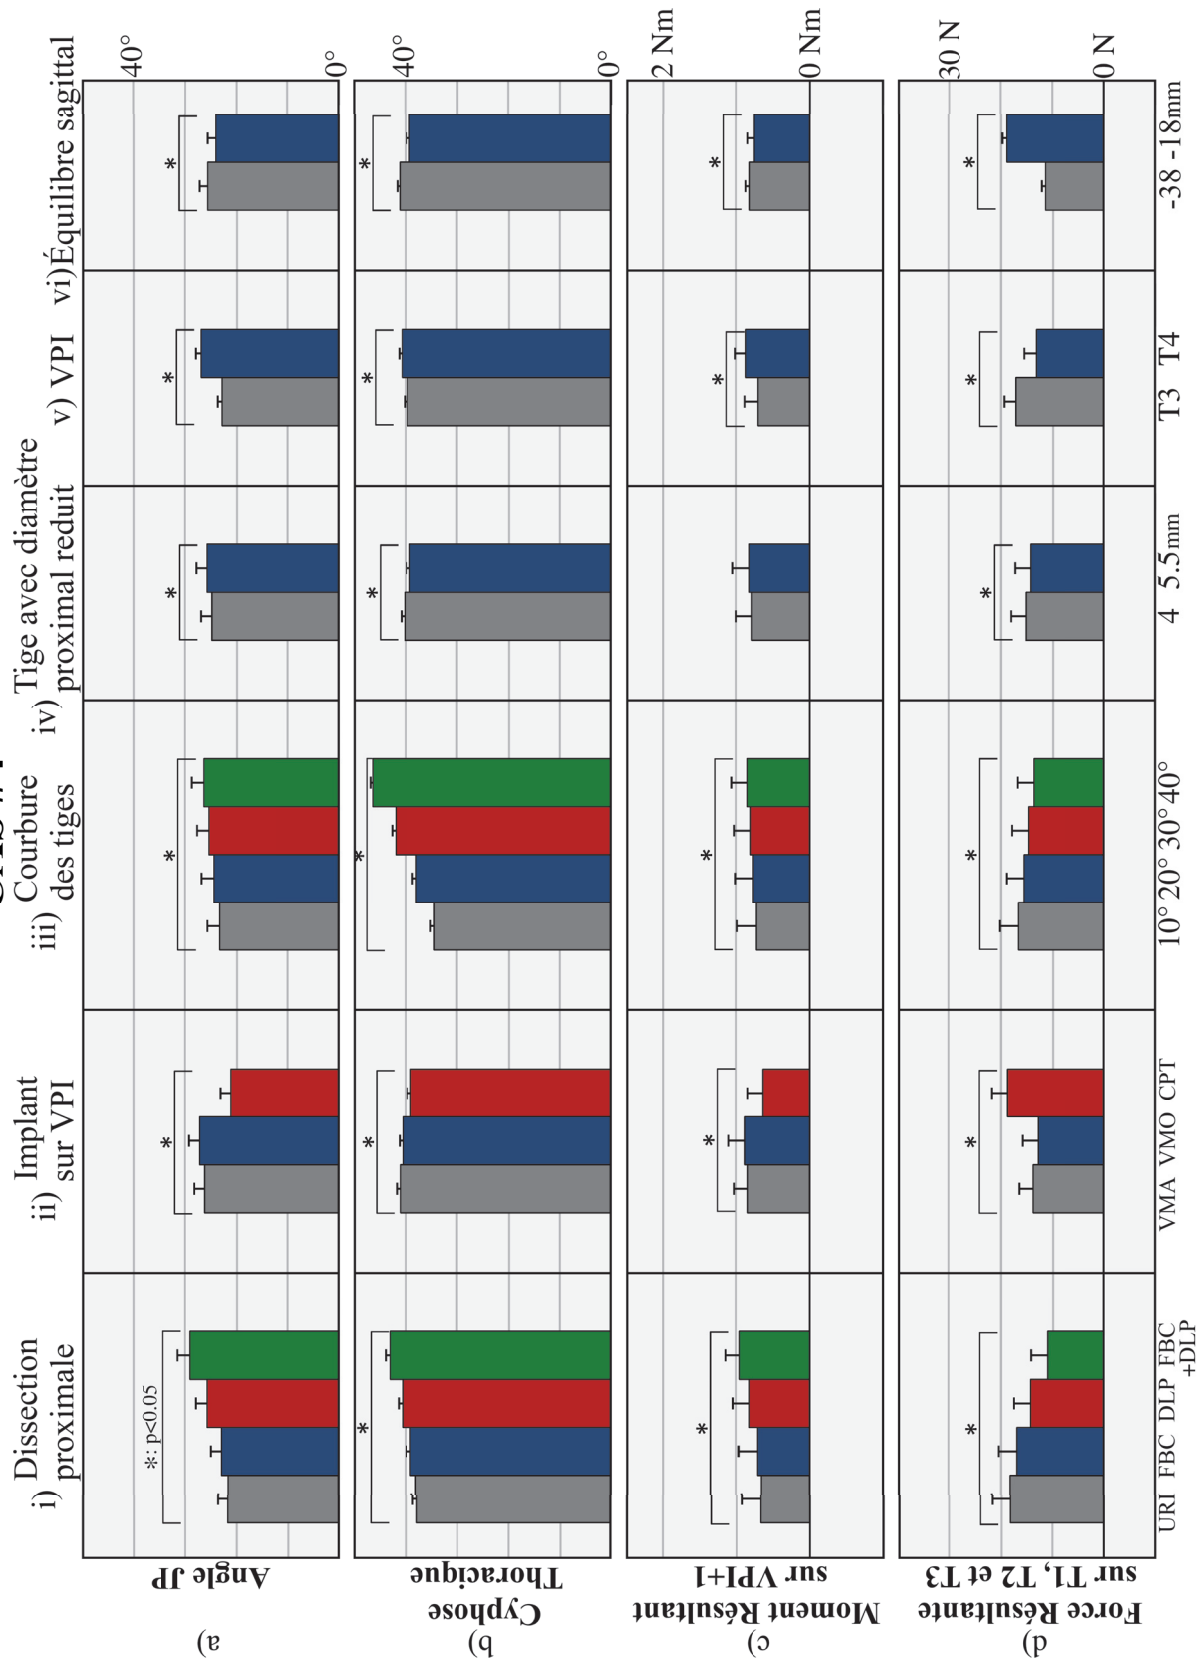 i) Dissection
proximale
ii) Implant
sur VPI
iii) Courbure
des tiges
iv) Tige avec diamètre
proximal reduit
v) VPI
vi)Équilibre sagittal
a)
Angle JP
*: p<0.05
*
*
*
*
*
40°
0°
b)
Cyphose
Thoracique
*
*
*
*
*
*
40°
0°
c)
Moment Résultant
sur VPI+1
*
*
*
*
*
2 Nm
0 Nm
d)
Force Résultante
sur T1, T2 et T3
*
*
*
*
*
*
30 N
0 N
URI FBC DLP FBC
+DLP
VMA VMO CPT
10° 20° 30° 40°
4 5.5mm
T3 T4
-38 -18mm